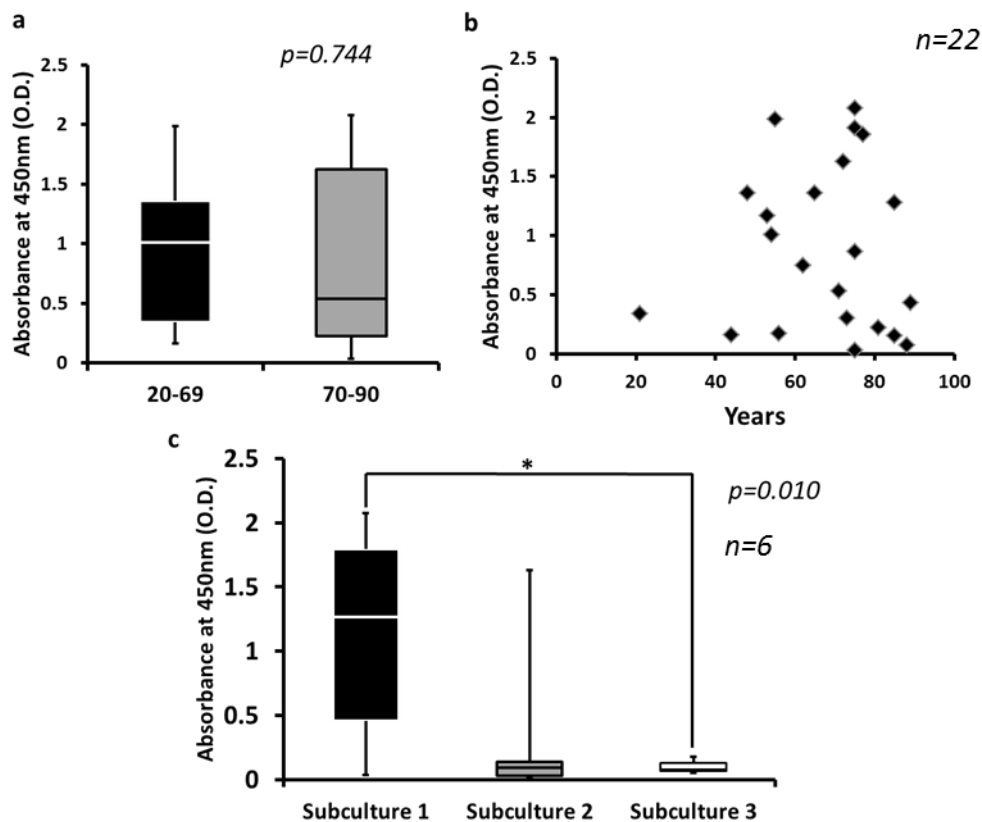 a
p=0.744
Absorbance at 450nm (O.D.)
2.5
2
1.5
1
0.5
0
20-69
70-90
b
n=22
Absorbance at 450nm (O.D.)
2.5
2
1.5
1
0.5
0
0
20
40
60
80
100
Years
c
*
p=0.010
n=6
Absorbance at 450nm (O.D.)
2.5
2
1.5
1
0.5
0
Subculture 1
Subculture 2
Subculture 3